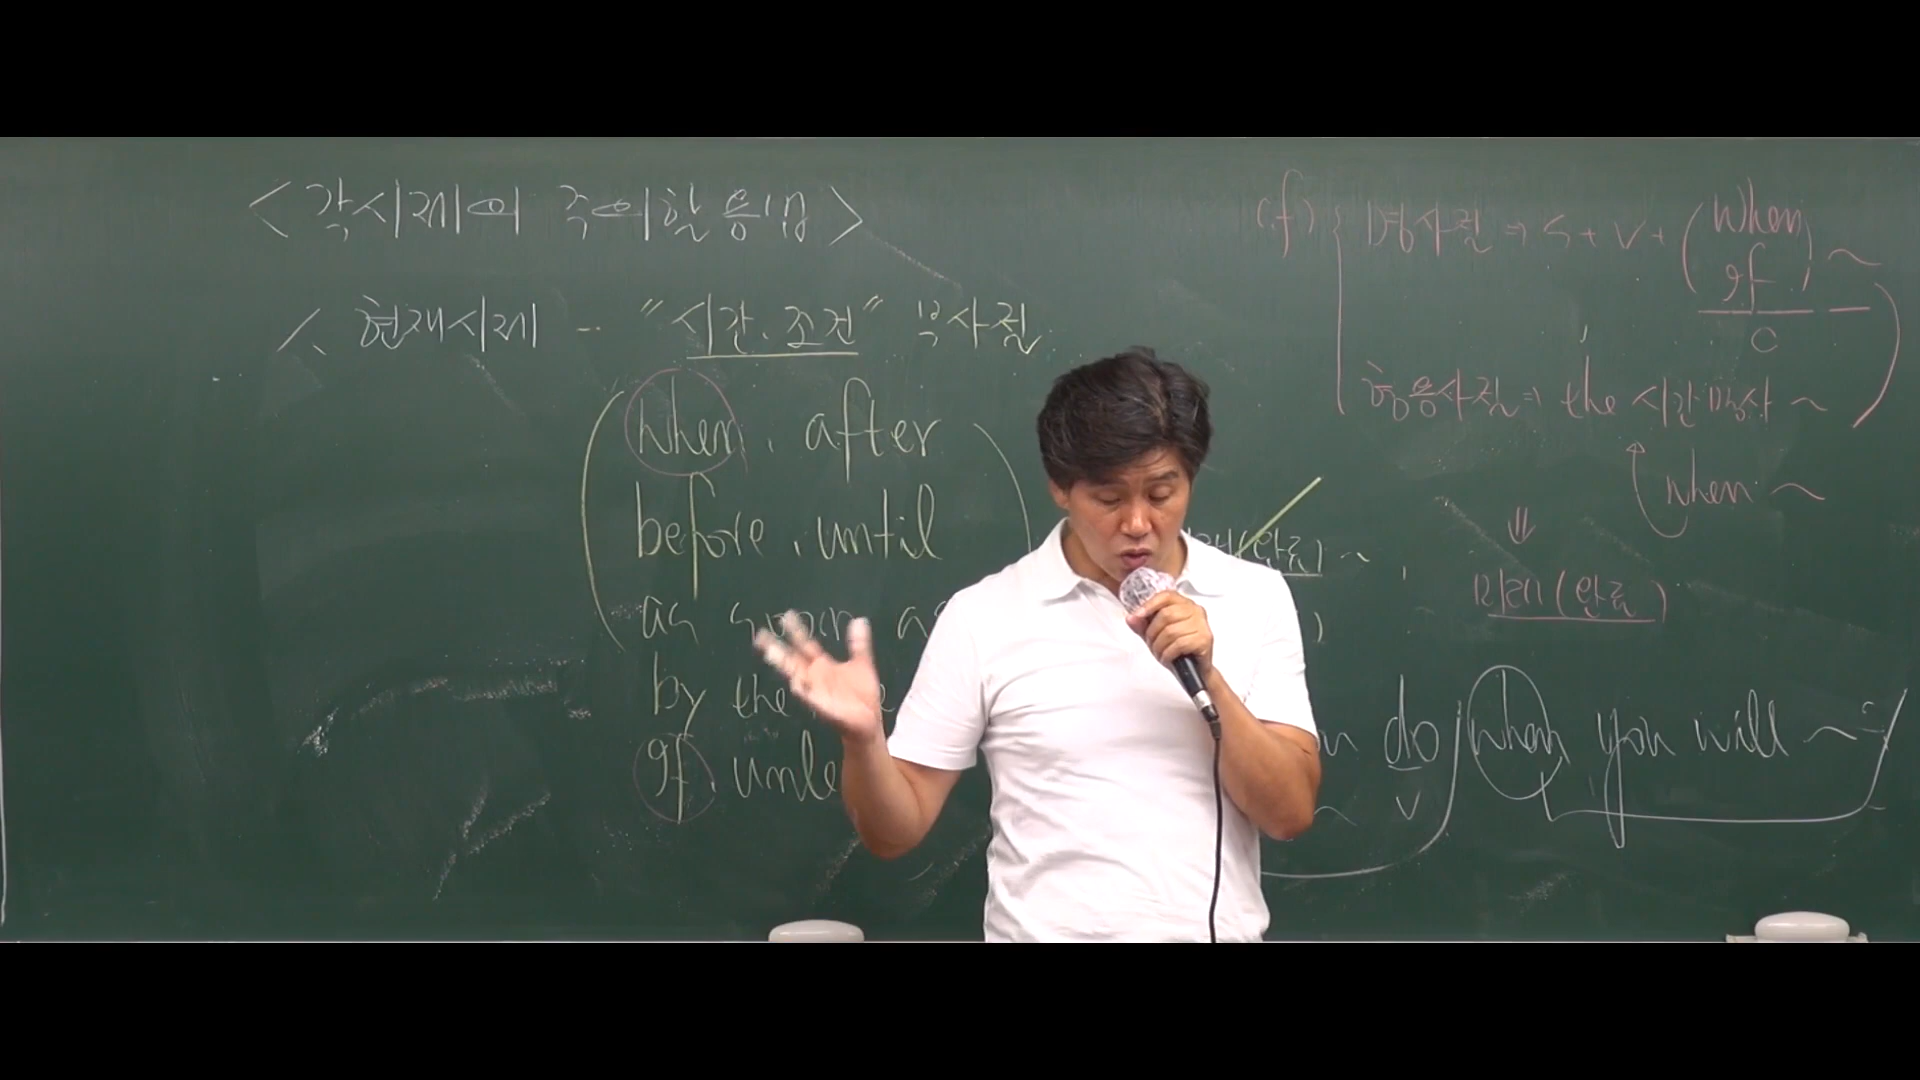 <각시제의 주의할 용법>
1. 현재시제 - "시간. 조건" 부사절
when. after
before. until
as soon as
by the
If. unle
(완료) ~,
cf) 명사절 ⇒ S + V + (when
If) ~
O
형용사절 ⇒ the 시간명사 ~
when ~
⇓
미래(완료)
do when you will ~
~ V